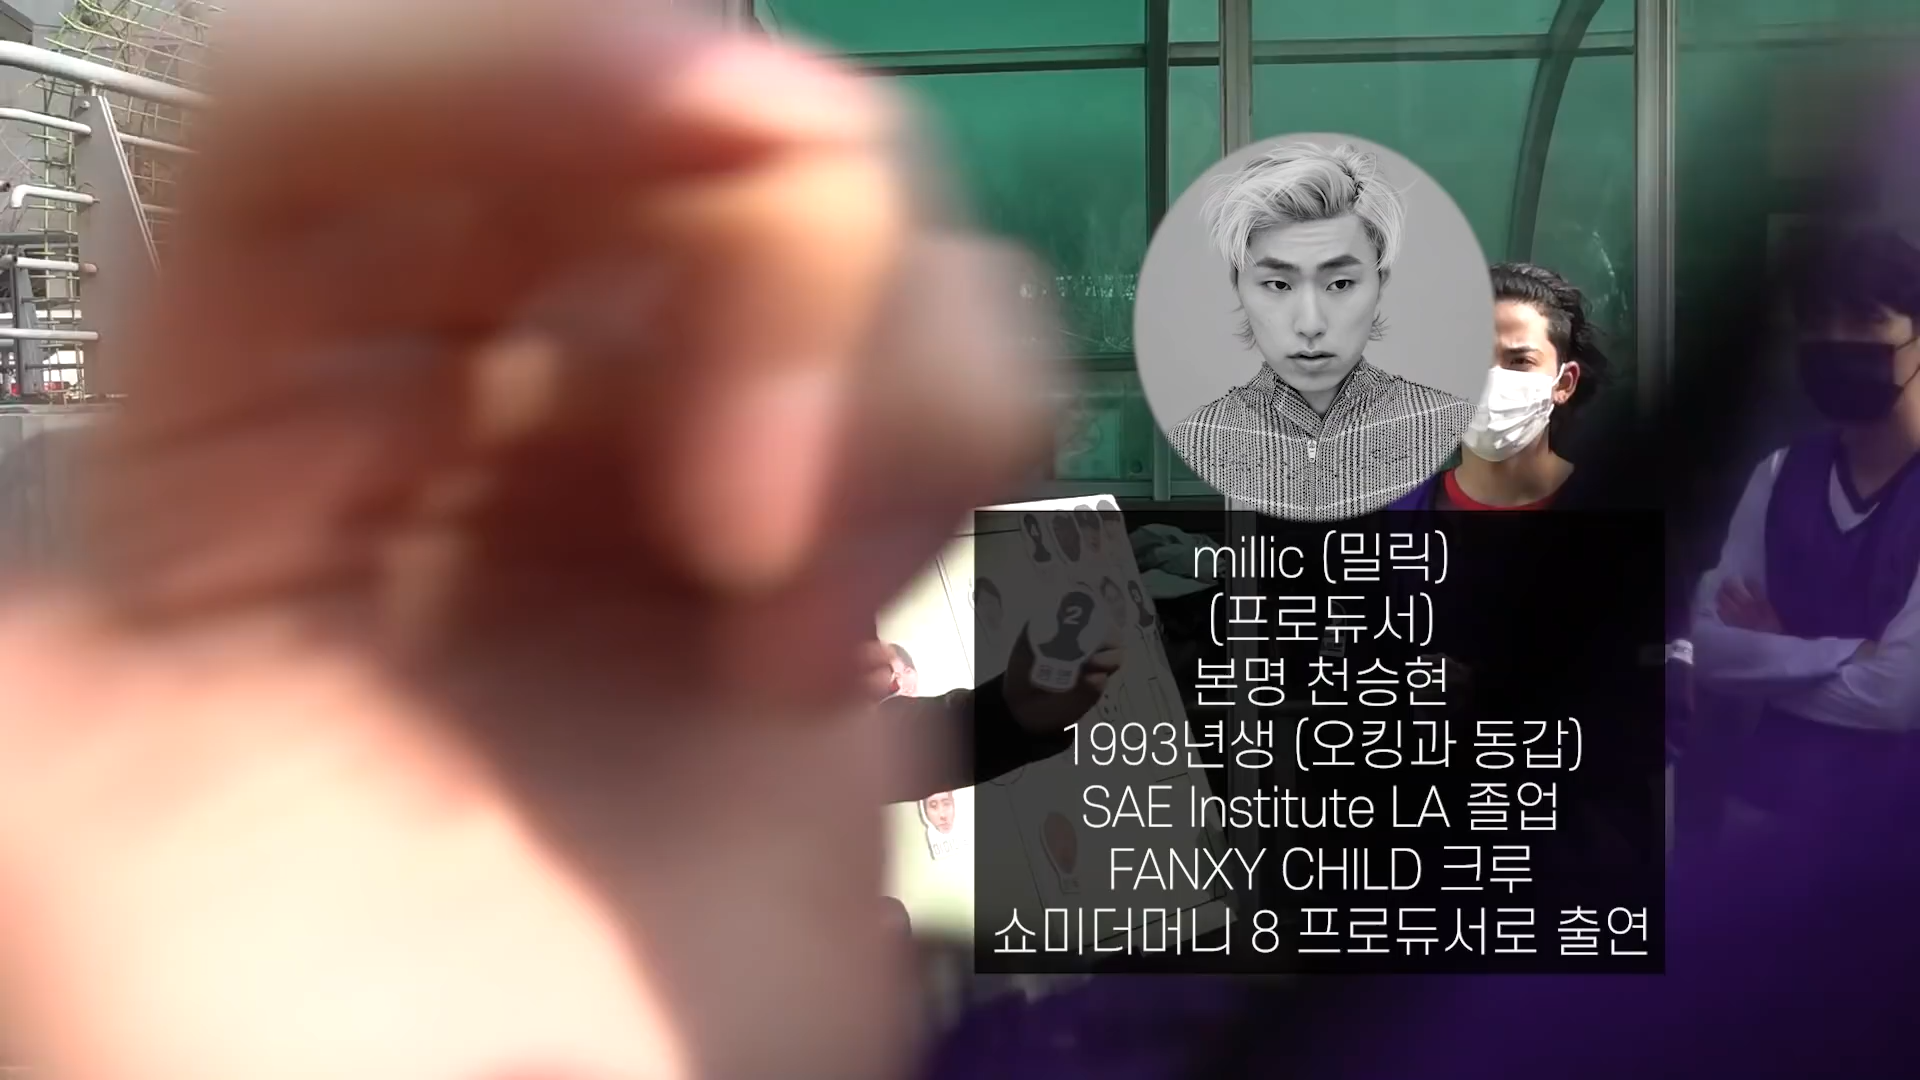 millic (밀릭)
(프로듀서)
본명 천승현
1993년생 (오킹과 동갑)
SAE Institute LA 졸업
FANXY CHILD 크루
쇼미더머니 8 프로듀서로 출연
2